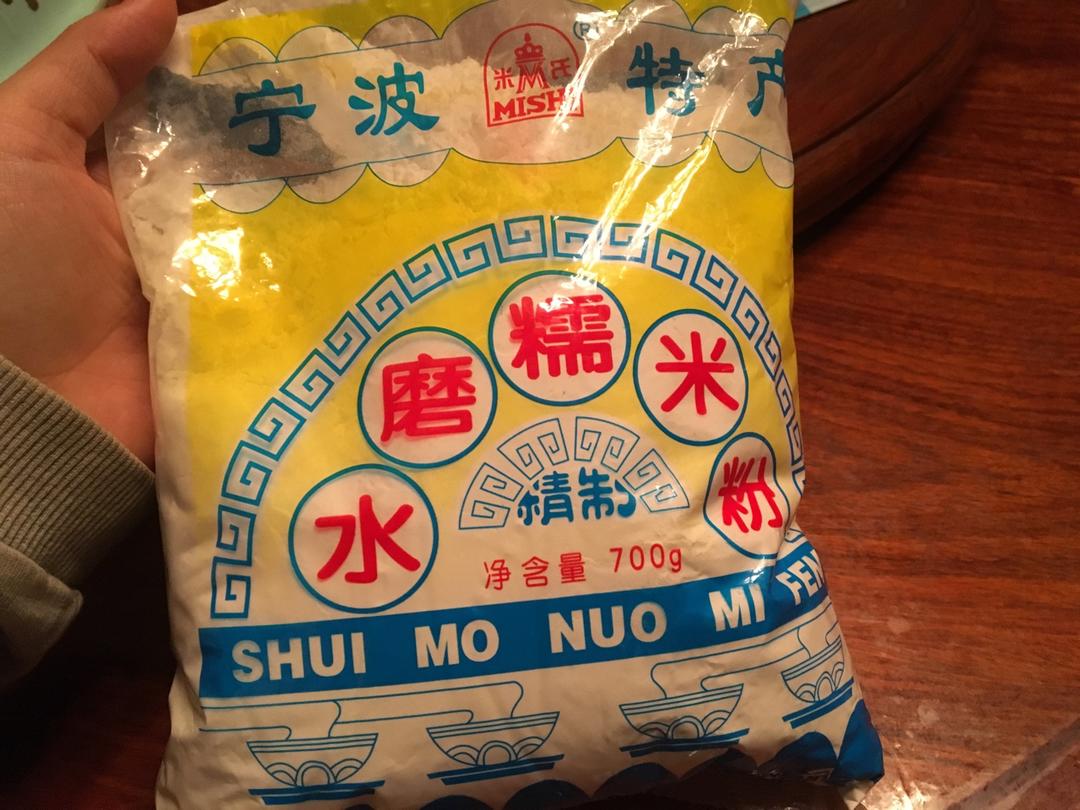 宁波 特产
米 M 氏
MISHI
®
水磨糯米粉
精制
净含量 700g
SHUI MO NUO MI FEN